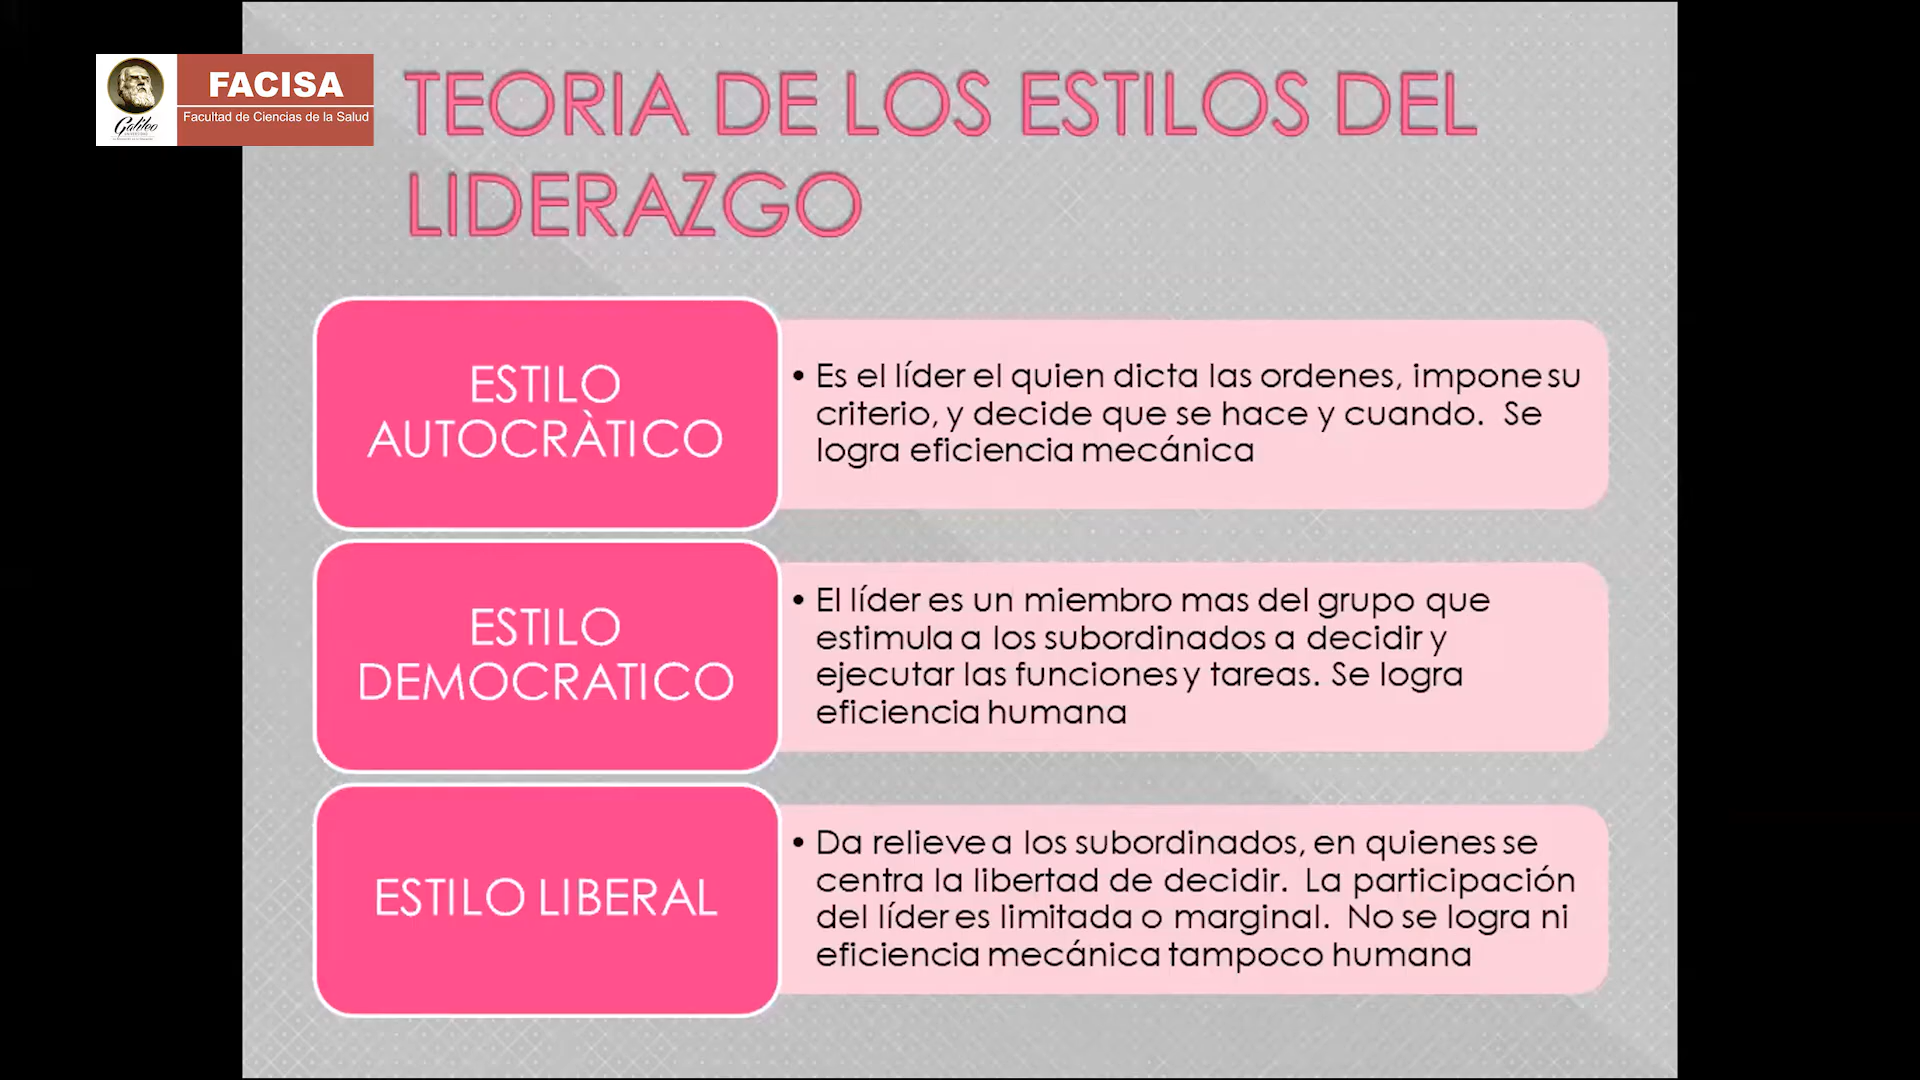 FACISA
Facultad de Ciencias de la Salud
Galileo
TEORIA DE LOS ESTILOS DEL
LIDERAZGO
ESTILO
AUTOCRÀTICO
• Es el líder el quien dicta las ordenes, impone su
criterio, y decide que se hace y cuando. Se
logra eficiencia mecánica
ESTILO
DEMOCRATICO
• El líder es un miembro mas del grupo que
estimula a los subordinados a decidir y
ejecutar las funciones y tareas. Se logra
eficiencia humana
ESTILO LIBERAL
• Da relieve a los subordinados, en quienes se
centra la libertad de decidir. La participación
del líder es limitada o marginal. No se logra ni
eficiencia mecánica tampoco humana